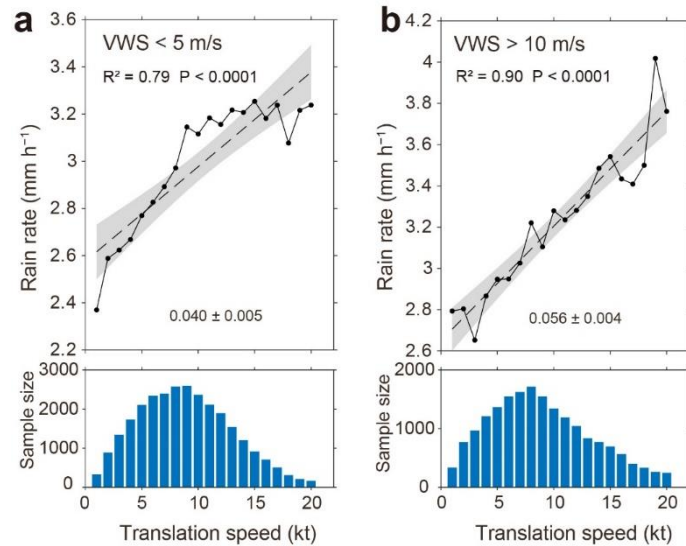 a
VWS < 5 m/s
R² = 0.79 P < 0.0001
Rain rate (mm h⁻¹)
3.6
3.4
3.2
3
2.8
2.6
2.4
2.2
0.040 ± 0.005
Sample size
3000
2000
1000
0
0 5 10 15 20
Translation speed (kt)
b
VWS > 10 m/s
R² = 0.90 P < 0.0001
Rain rate (mm h⁻¹)
4.2
4
3.8
3.6
3.4
3.2
3
2.8
2.6
0.056 ± 0.004
Sample size
2000
1000
0
0 5 10 15 20
Translation speed (kt)